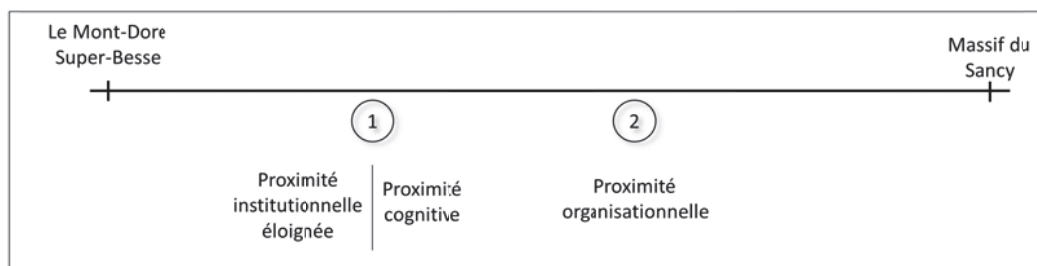 Le Mont-Dore
Super-Besse
Massif du
Sancy
1
2
Proximité
institutionnelle
éloignée
Proximité
cognitive
Proximité
organisationnelle